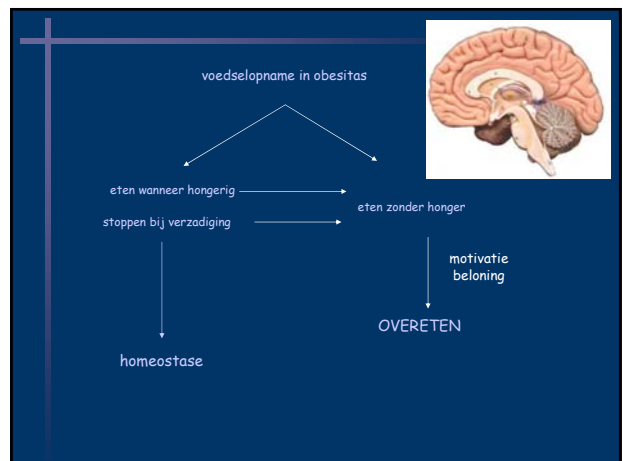 voedselopname in obesitas
eten wanneer hongerig
stoppen bij verzadiging
eten zonder honger
motivatie
beloning
OVERETEN
homeostase